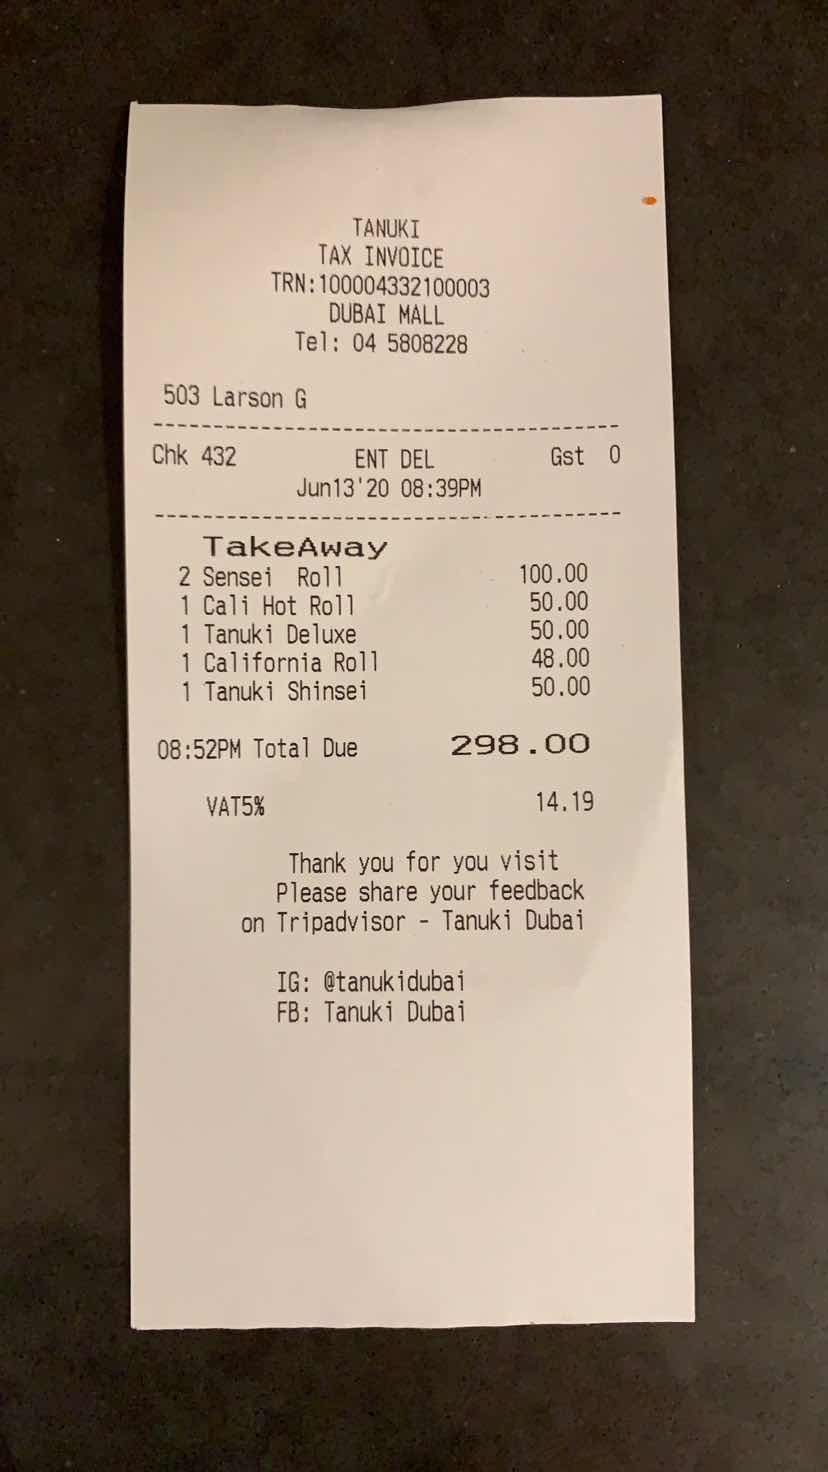 TANUKI
TAX INVOICE
TRN:100004332100003
DUBAI MALL
Tel: 04 5808228
503 Larson G
----------------------------------------
Chk 432 ENT DEL Gst 0
Jun13'20 08:39PM
----------------------------------------
TakeAway
2 Sensei Roll 100.00
1 Cali Hot Roll 50.00
1 Tanuki Deluxe 50.00
1 California Roll 48.00
1 Tanuki Shinsei 50.00
08:52PM Total Due 298.00
VAT5% 14.19
Thank you for you visit
Please share your feedback
on Tripadvisor - Tanuki Dubai
IG: @tanukidubai
FB: Tanuki Dubai